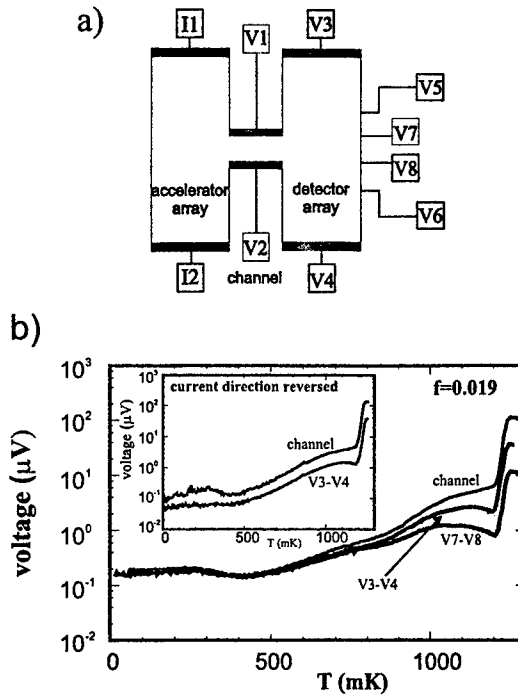 a)
I1
V1
V3
V5
V7
V8
accelerator
array
detector
array
V6
I2
V2
channel
V4
b)
voltage (μV)
10³
10²
10¹
10⁰
10⁻¹
10⁻²
0
500
1000
T (mK)
f=0.019
channel
V7-V8
V3-V4
current direction reversed
voltage (μV)
10³
10²
10¹
10⁰
10⁻¹
10⁻²
0
500
T (mK)
1000
channel
V3-V4